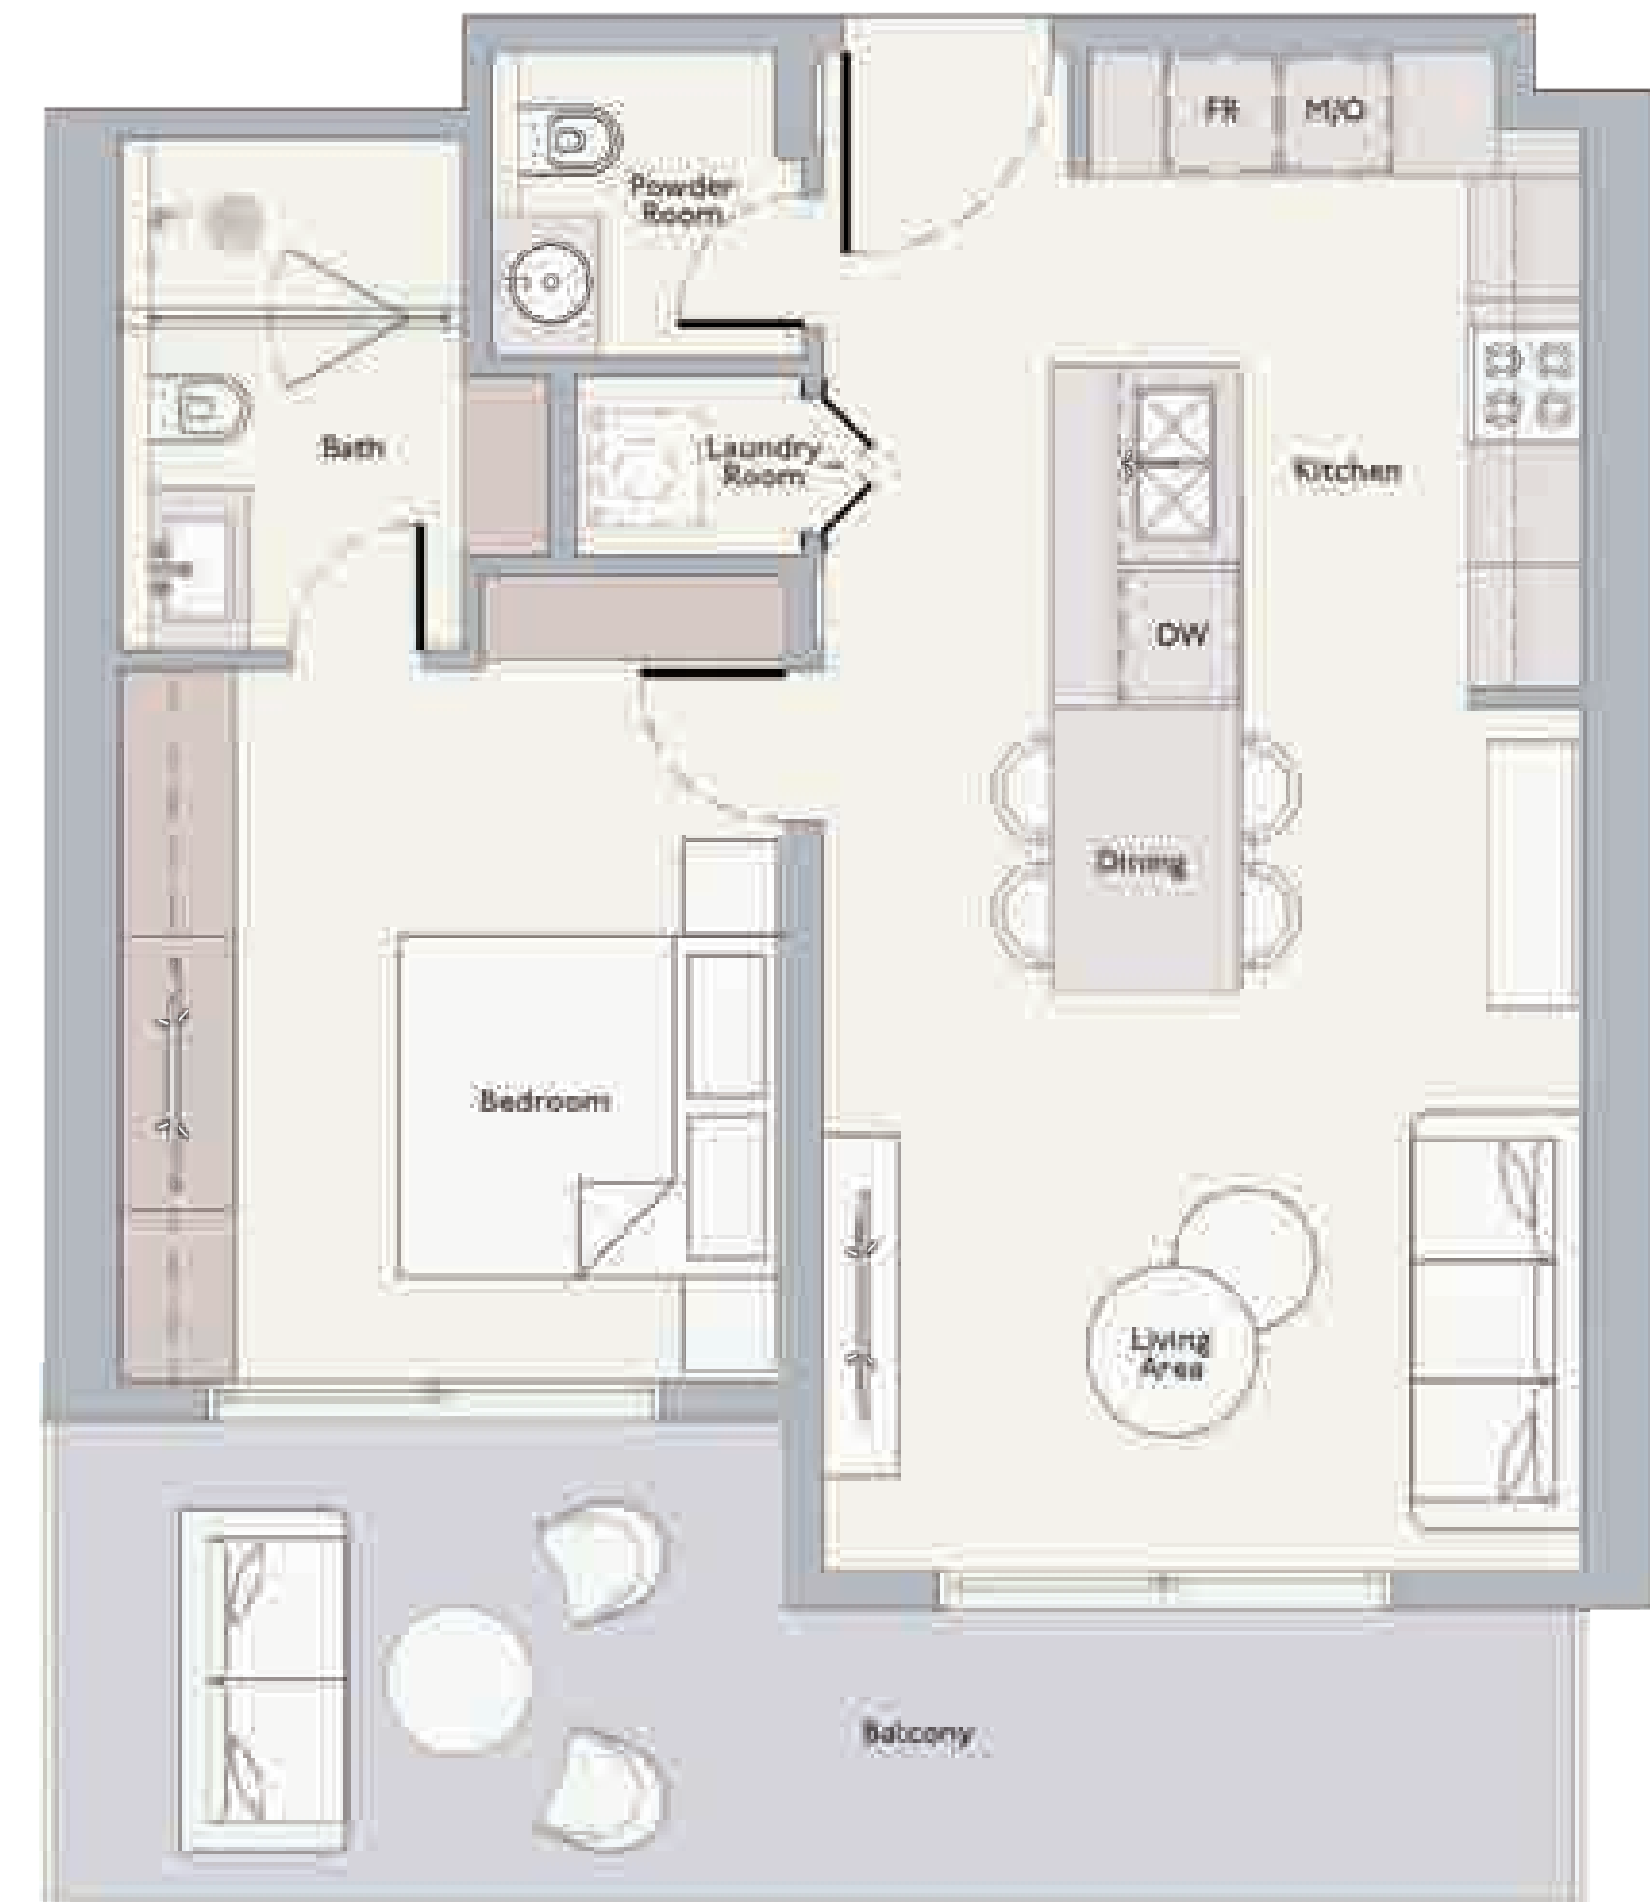 FR
M/O
Powder
Room
Bath
Laundry
Room
Kitchen
DW
Dining
Bedroom
Living
Area
Balcony